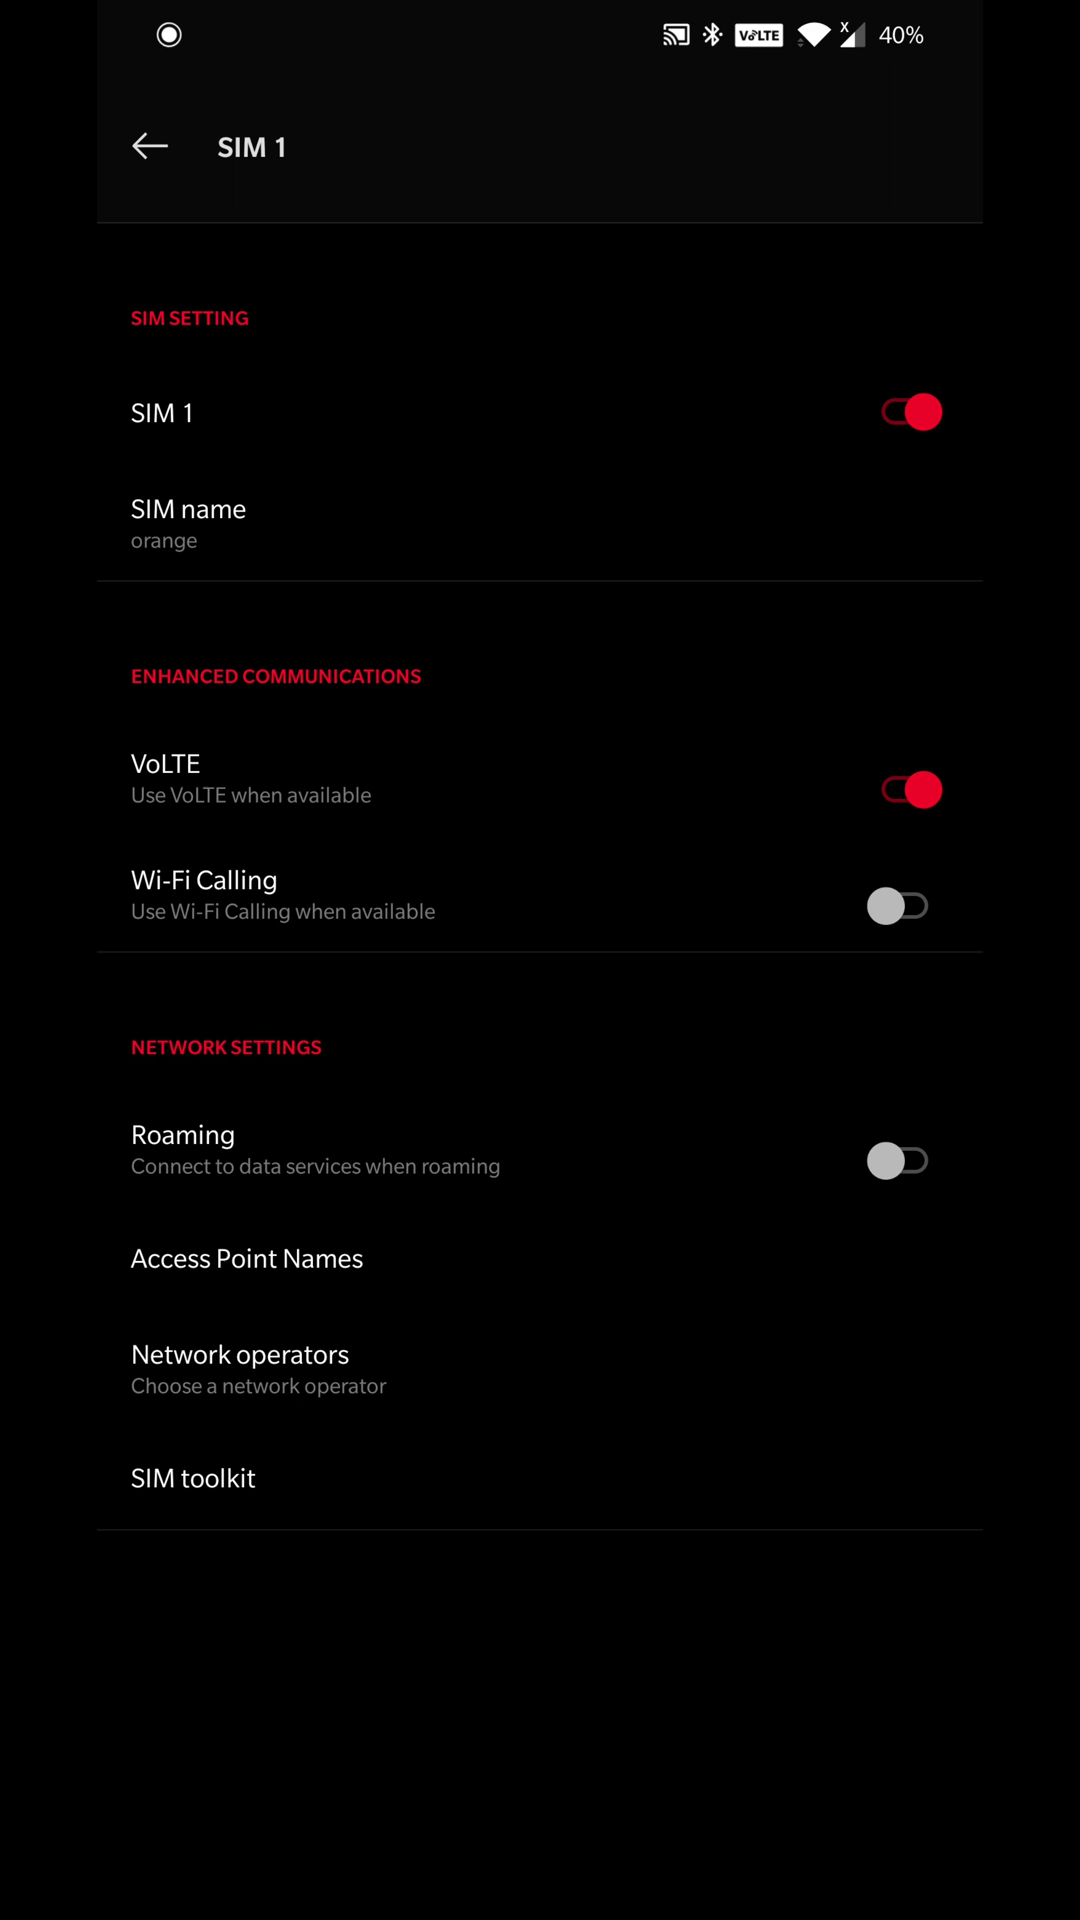 VoLTE X 40%
SIM 1
SIM SETTING
SIM 1
SIM name
orange
ENHANCED COMMUNICATIONS
VoLTE
Use VoLTE when available
Wi-Fi Calling
Use Wi-Fi Calling when available
NETWORK SETTINGS
Roaming
Connect to data services when roaming
Access Point Names
Network operators
Choose a network operator
SIM toolkit